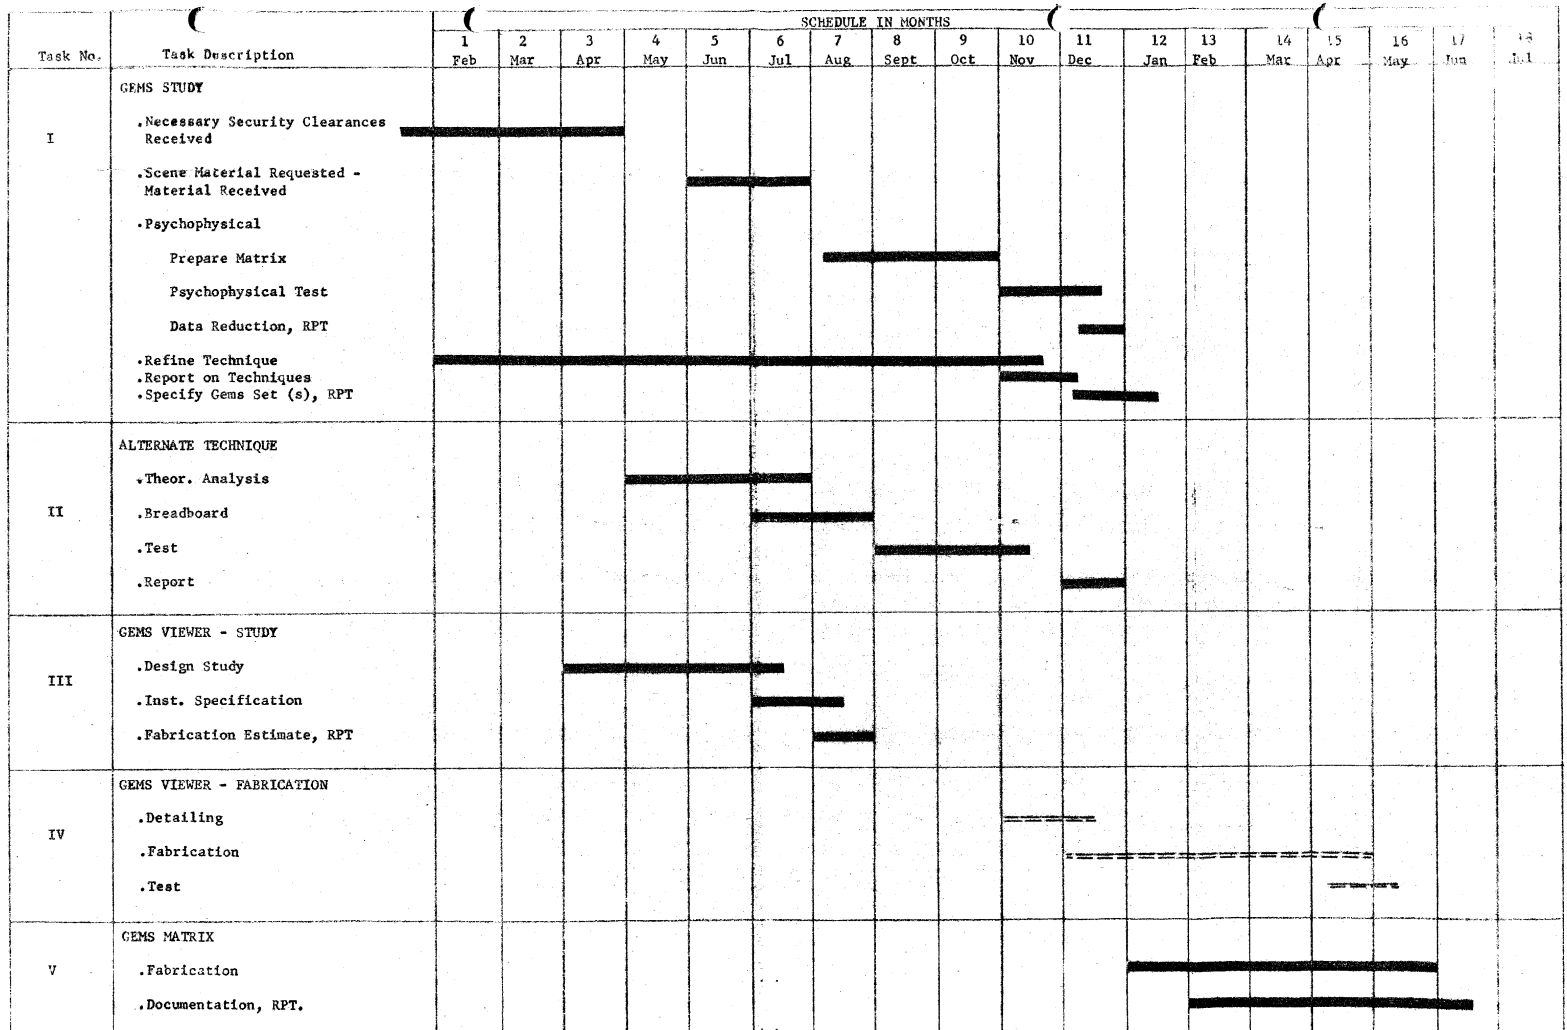 SCHEDULE IN MONTHS
Task No. Task Description 1 2 3 4 5 6 7 8 9 10 11 12 13 14 15 16 17 18
Feb Mar Apr May Jun Jul Aug Sept Oct Nov Dec Jan Feb Mar Apr May Jun Jul
GEMS STUDY
I
.Necessary Security Clearances
Received
.Scene Material Requested -
Material Received
.Psychophysical
Prepare Matrix
Psychophysical Test
Data Reduction, RPT
.Refine Technique
.Report on Techniques
.Specify Gems Set (s), RPT
ALTERNATE TECHNIQUE
.Theor. Analysis
II .Breadboard
.Test
.Report
GEMS VIEWER - STUDY
.Design Study
III
.Inst. Specification
.Fabrication Estimate, RPT
GEMS VIEWER - FABRICATION
.Detailing
IV
.Fabrication
.Test
GEMS MATRIX
V .Fabrication
.Documentation, RPT.